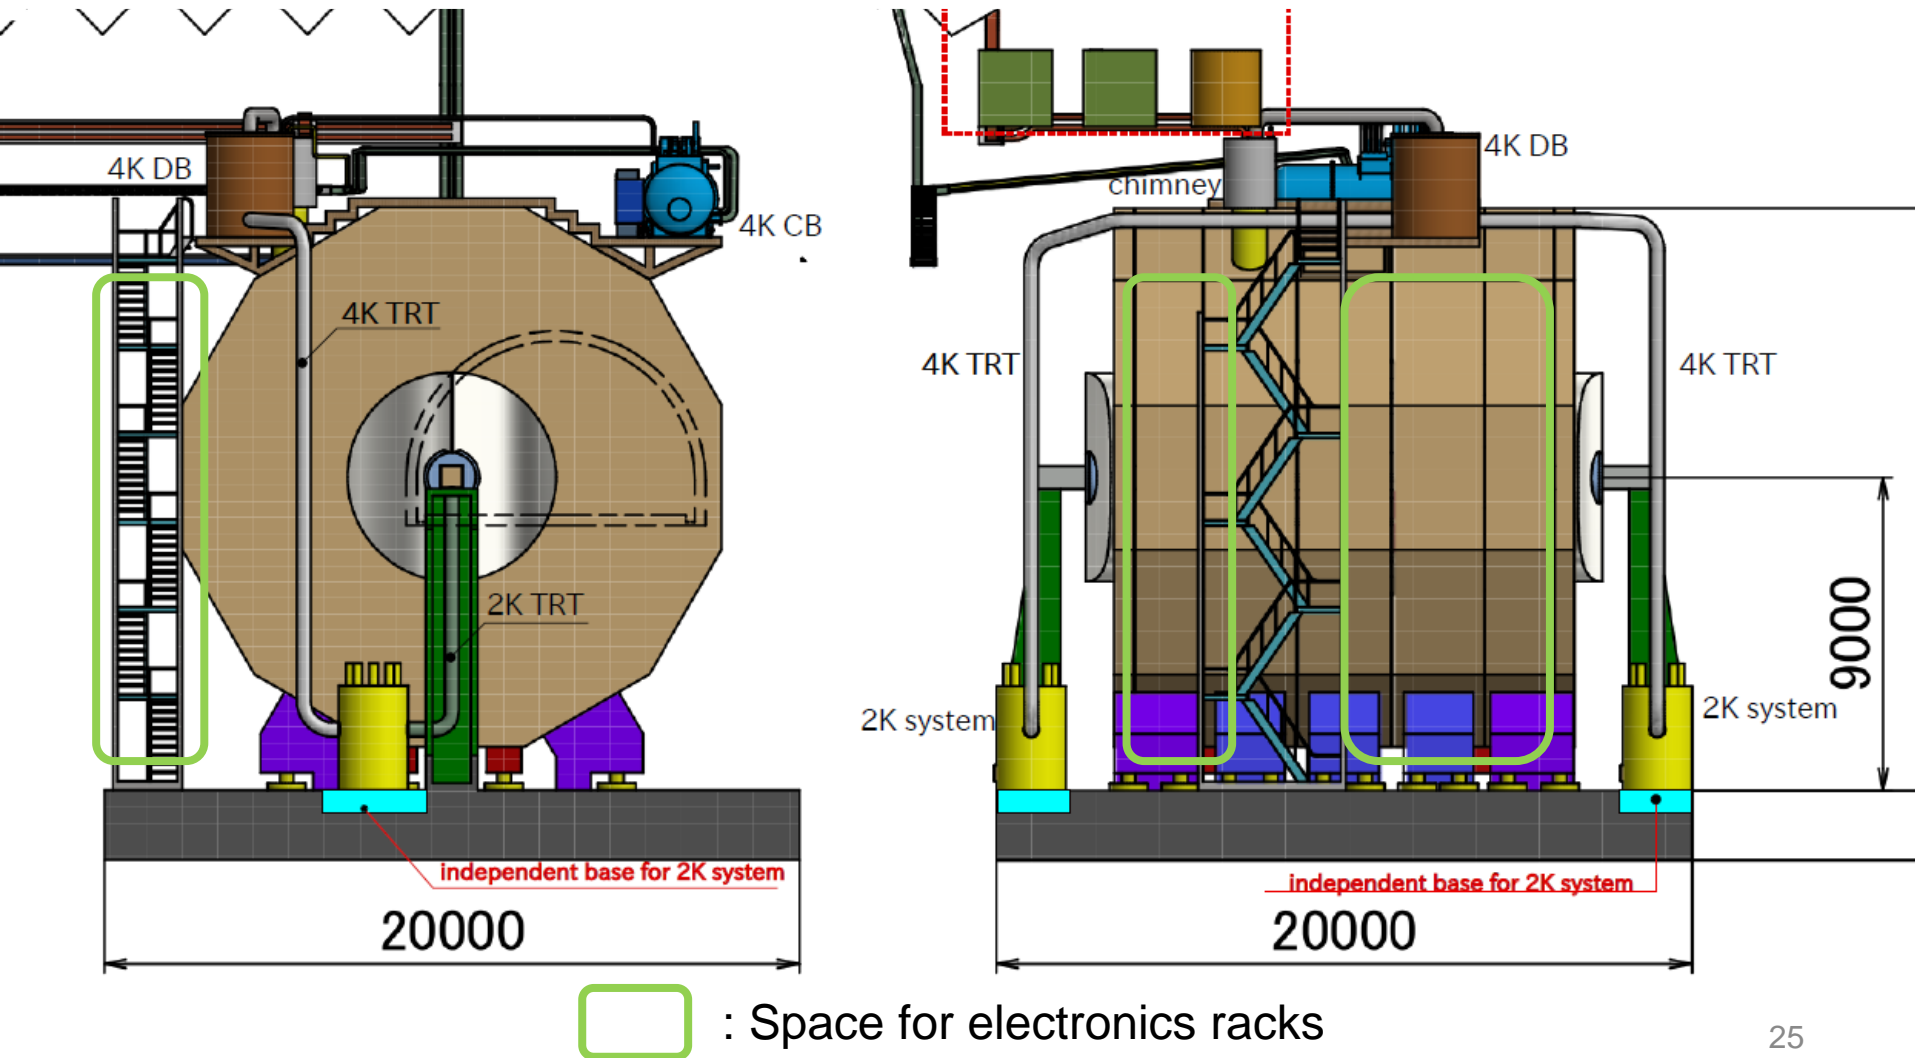 4K DB
4K CB
4K TRT
2K TRT
independent base for 2K system
20000
4K DB
chimney
4K TRT
4K TRT
9000
2K system
2K system
independent base for 2K system
20000
: Space for electronics racks
25